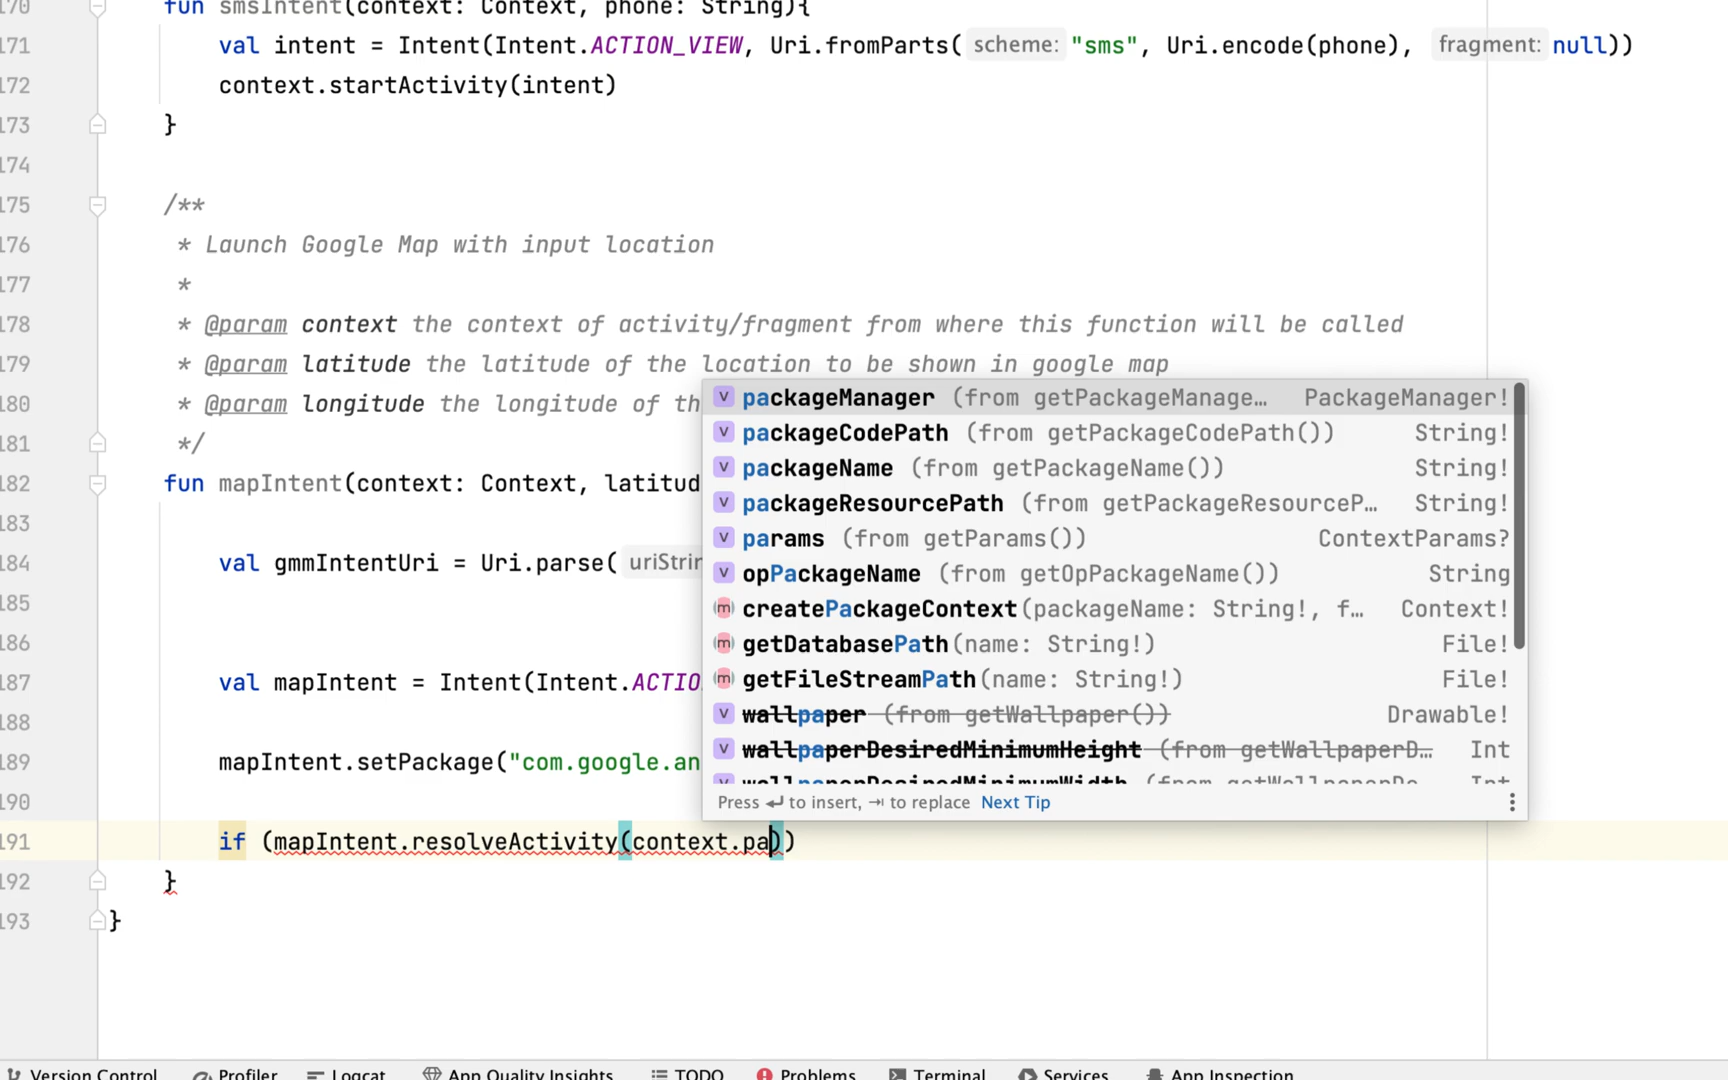 170 fun smsIntent(context: Context, phone: String){
171 val intent = Intent(Intent.ACTION_VIEW, Uri.fromParts( scheme: "sms", Uri.encode(phone), fragment: null))
172 context.startActivity(intent)
173 }
174
175 /**
176 * Launch Google Map with input location
177 *
178 * @param context the context of activity/fragment from where this function will be called
179 * @param latitude the latitude of the location to be shown in google map
180 * @param longitude the longitude of th
181 */
182 fun mapIntent(context: Context, latitud
183
184 val gmmIntentUri = Uri.parse( uriStrin
185
186
187 val mapIntent = Intent(Intent.ACTIO
188
189 mapIntent.setPackage("com.google.an
190
191 if (mapIntent.resolveActivity(context.pa))
192 }
193 }
packageManager (from getPackageManage… PackageManager!
packageCodePath (from getPackageCodePath()) String!
packageName (from getPackageName()) String!
packageResourcePath (from getPackageResourceP… String!
params (from getParams()) ContextParams?
opPackageName (from getOpPackageName()) String
createPackageContext(packageName: String!, f… Context!
getDatabasePath(name: String!) File!
getFileStreamPath(name: String!) File!
wallpaper (from getWallpaper()) Drawable!
wallpaperDesiredMinimumHeight (from getWallpaperD… Int
wallpaperDesiredMinimumWidth (from getWallpaperDe… Int
Press ↵ to insert, ⇥ to replace Next Tip
Version Control Profiler Logcat App Quality Insights TODO Problems Terminal Services App Inspection